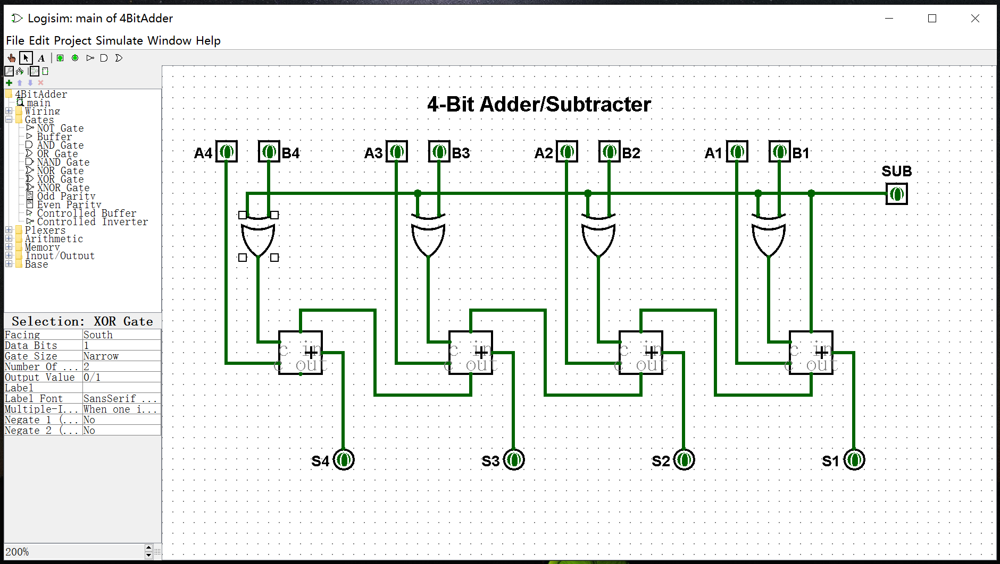 Logisim: main of 4BitAdder
File Edit Project Simulate Window Help
A
4BitAdder
main
Wiring
Gates
NOT Gate
Buffer
AND Gate
OR Gate
NAND Gate
NOR Gate
XOR Gate
XNOR Gate
Odd Parity
Even Parity
Controlled Buffer
Controlled Inverter
Plexers
Arithmetic
Memory
Input/Output
Base
Selection: XOR Gate
Facing South
Data Bits 1
Gate Size Narrow
Number Of ... 2
Output Value 0/1
Label
Label Font SansSerif ...
Multiple-I... When one i...
Negate 1 (... No
Negate 2 (... No
200%
4-Bit Adder/Subtracter
A4 B4 A3 B3 A2 B2 A1 B1
SUB
c in c in c in c in
+ + + +
c out c out c out c out
S4 S3 S2 S1